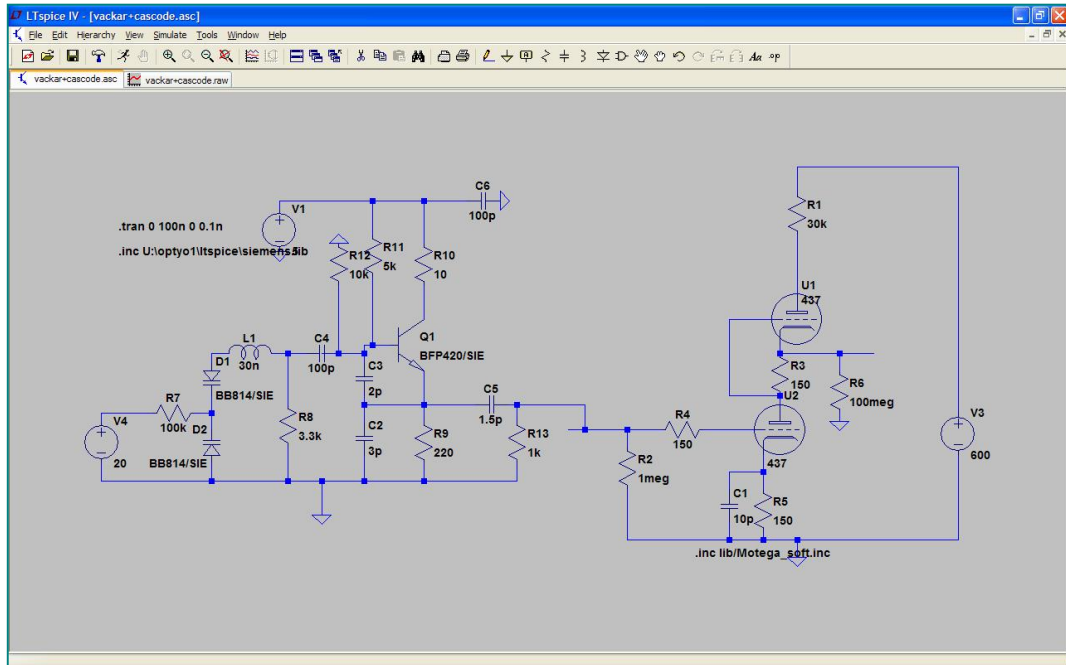 LTspice IV - [vackar+cascode.asc]
File Edit Hierarchy View Simulate Tools Window Help
vackar+cascode.asc vackar+cascode.raw
.tran 0 100n 0 0.1n
.inc U:\optyo1\ltspice\siemens.lib
V1
5
C6
100p
R12
10k
R11
5k
R10
10
Q1
BFP420/SIE
L1
30n
C4
100p
D1
BB814/SIE
R7
100k
D2
BB814/SIE
V4
20
R8
3.3k
C3
2p
C2
3p
R9
220
C5
1.5p
R13
1k
R2
1meg
R4
150
R1
30k
U1
437
R3
150
U2
437
R6
100meg
C1
10p
R5
150
V3
600
.inc lib/Motega_soft.inc